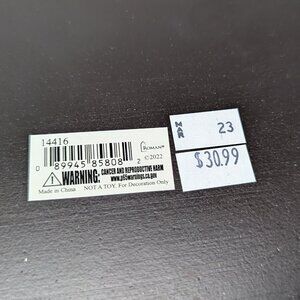 14416
ROMAN®
0 89945 85808 2
©2022
WARNING: CANCER AND REPRODUCTIVE HARM
www.p65warnings.ca.gov
Made in China NOT A TOY. For Decoration Only
MAR 23
$30.99